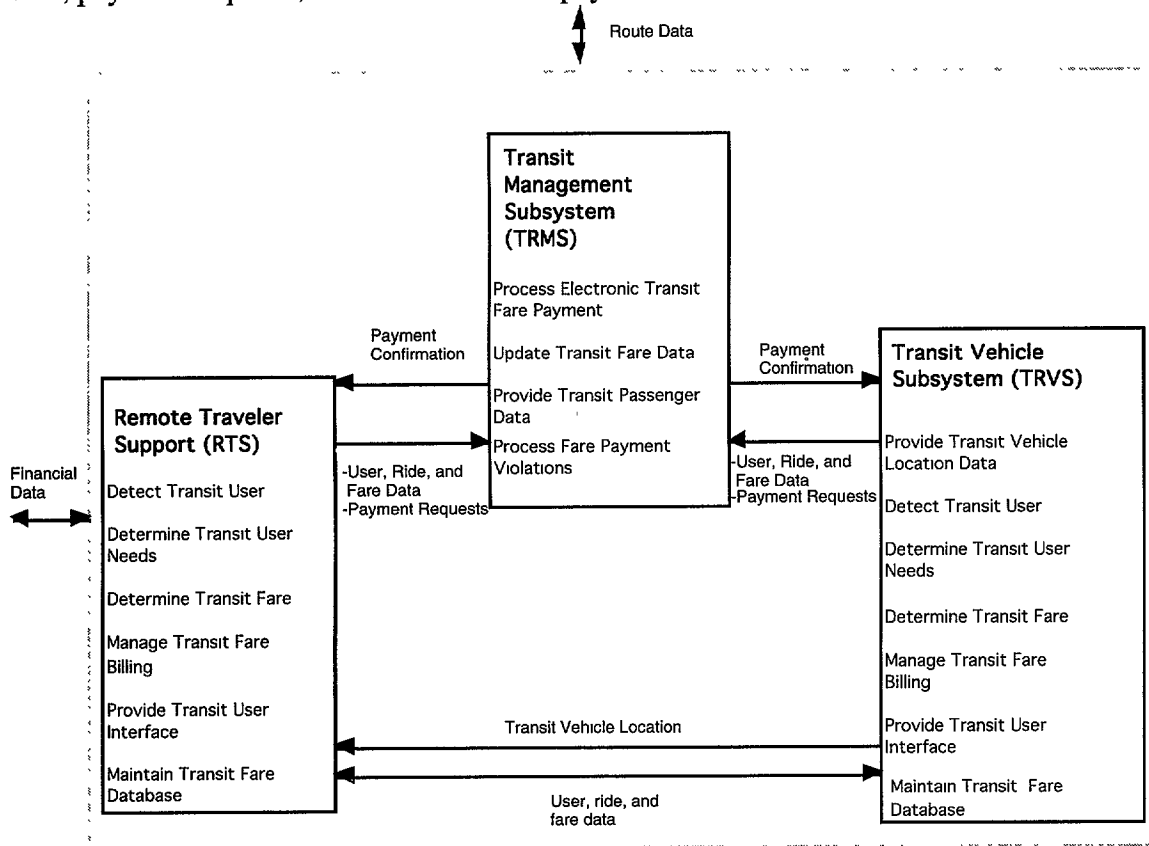 Route Data
Transit
Management
Subsystem
(TRMS)
Process Electronic Transit
Fare Payment
Update Transit Fare Data
Provide Transit Passenger
Data
Process Fare Payment
Violations
Payment
Confirmation
Payment
Confirmation
-User, Ride, and
Fare Data
-Payment Requests
-User, Ride, and
Fare Data
-Payment Requests
Financial
Data
Remote Traveler
Support (RTS)
Detect Transit User
Determine Transit User
Needs
Determine Transit Fare
Manage Transit Fare
Billing
Provide Transit User
Interface
Maintain Transit Fare
Database
Transit Vehicle
Subsystem (TRVS)
Provide Transit Vehicle
Location Data
Detect Transit User
Determine Transit User
Needs
Determine Transit Fare
Manage Transit Fare
Billing
Provide Transit User
Interface
Maintain Transit Fare
Database
Transit Vehicle Location
User, ride, and
fare data